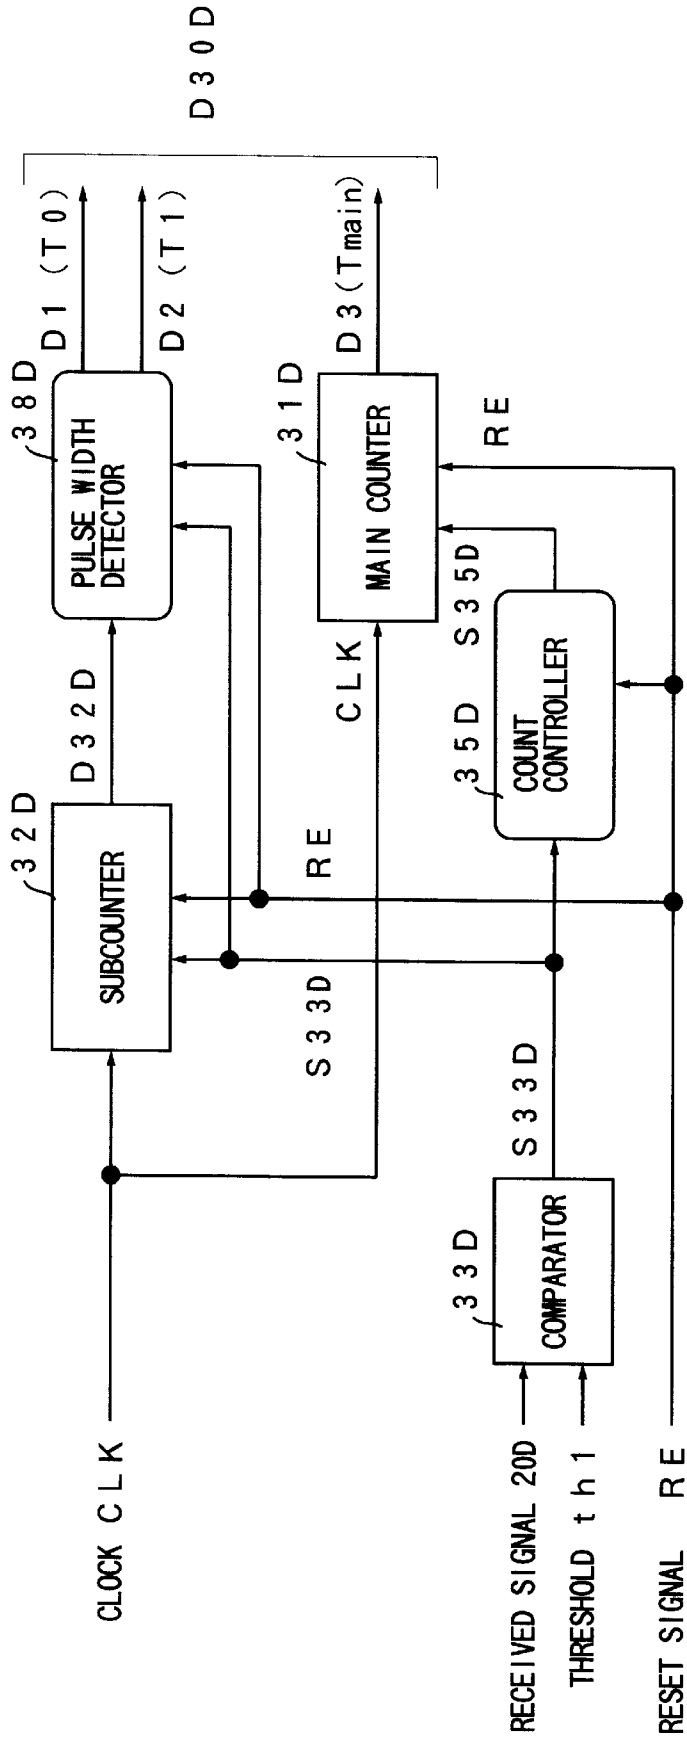 D30D
D1 (T0)
D2 (T1)
D3 (Tmain)
38D
PULSE WIDTH
DETECTOR
31D
MAIN COUNTER
RE
D32D
CLK
S35D
32D
SUBCOUNTER
RE
35D
COUNT
CONTROLLER
S33D
S33D
33D
COMPARATOR
CLOCK CLK
RECEIVED SIGNAL 20D
THRESHOLD th1
RESET SIGNAL RE